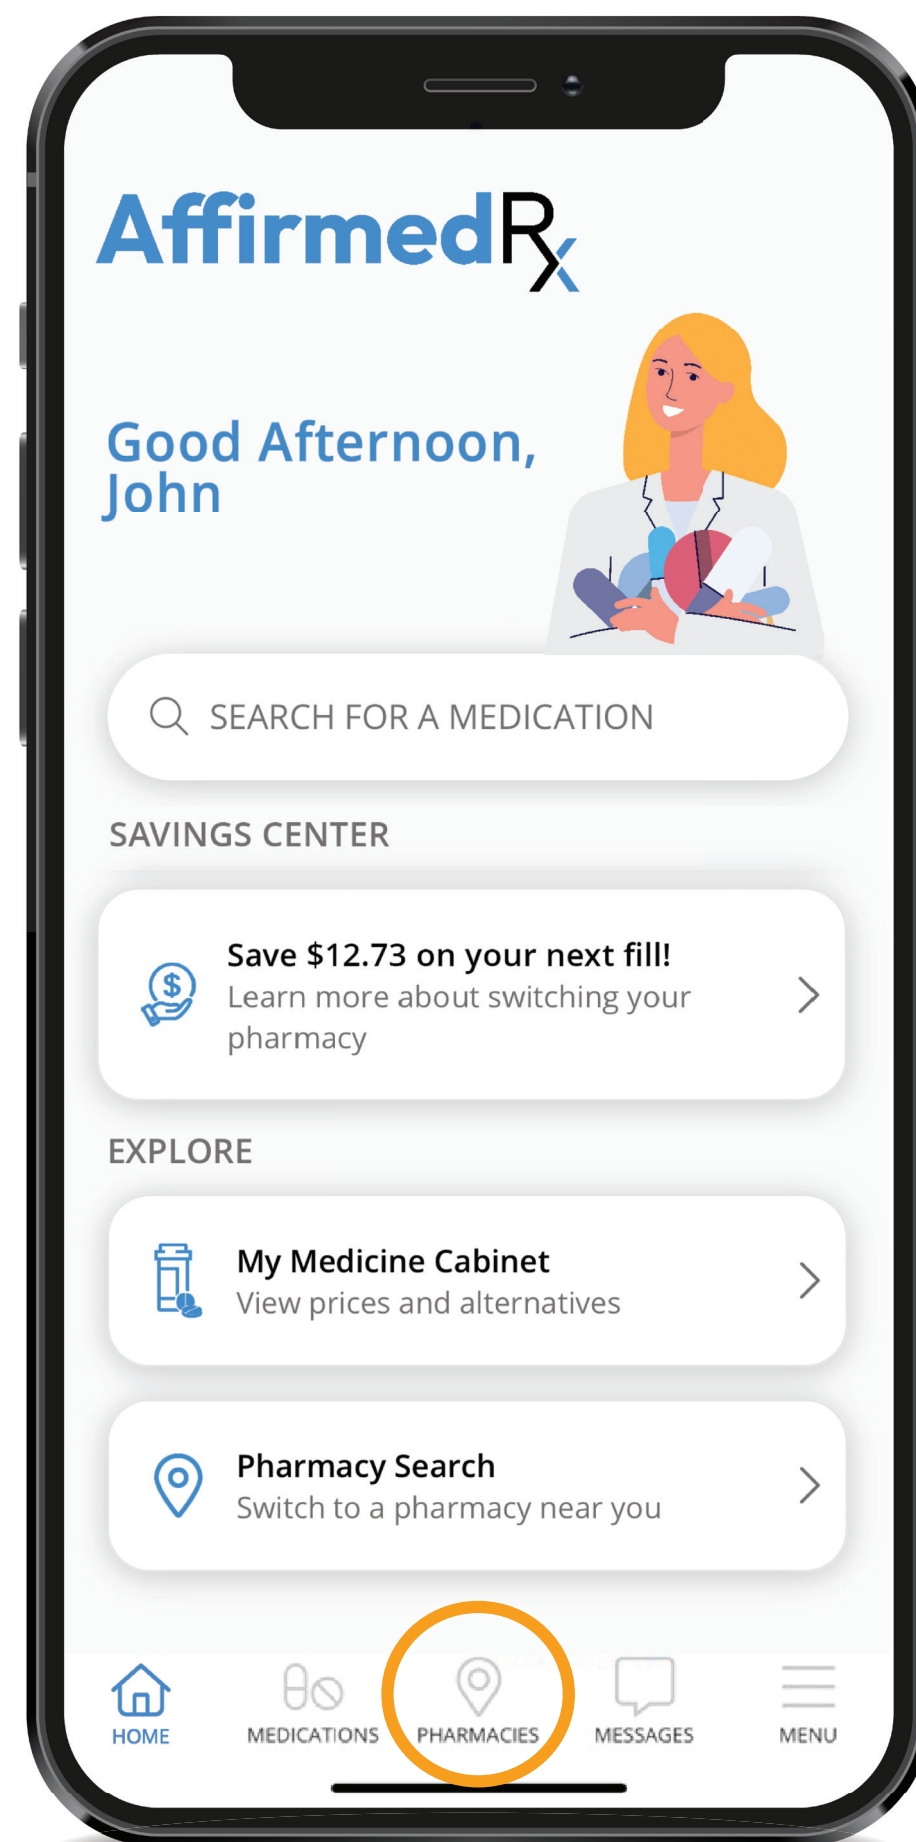 AffirmedRx
Good Afternoon,
John
SEARCH FOR A MEDICATION
SAVINGS CENTER
Save $12.73 on your next fill!
Learn more about switching your
pharmacy
EXPLORE
My Medicine Cabinet
View prices and alternatives
Pharmacy Search
Switch to a pharmacy near you
HOME MEDICATIONS PHARMACIES MESSAGES MENU